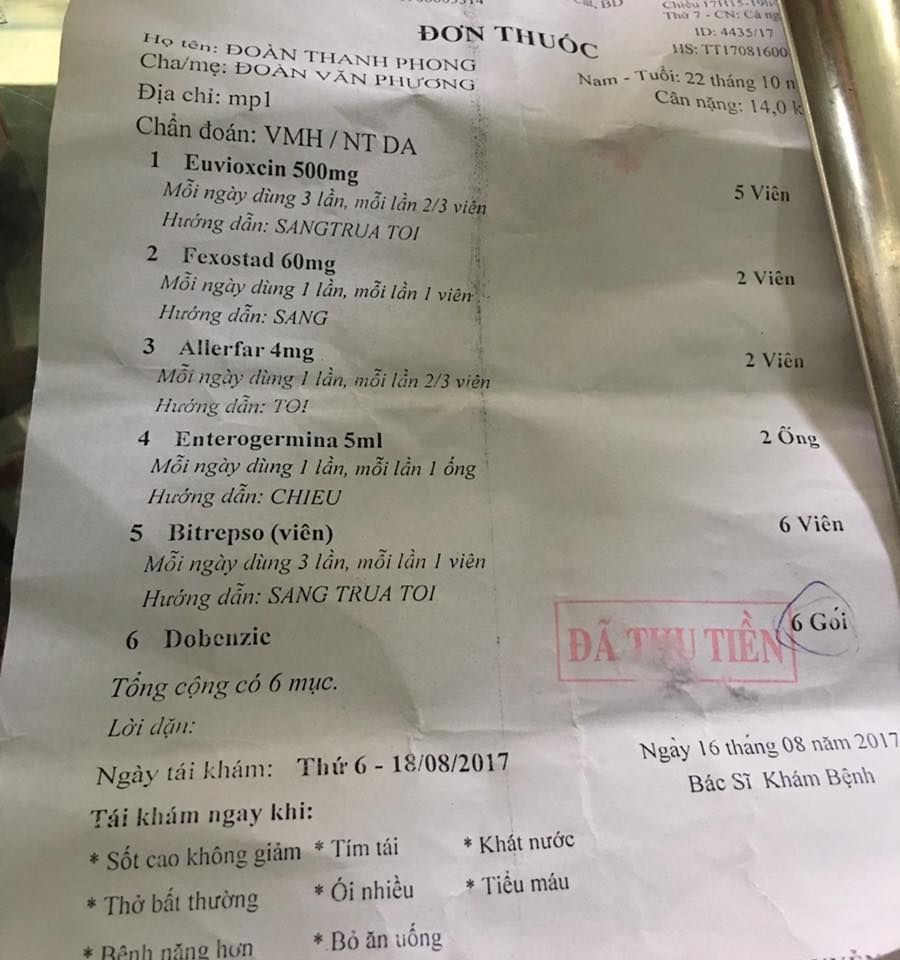 Chiều 17H15-19h
Thứ 7 - CN: Cả ng
ID: 4435/17
HS: TT17081600
ĐƠN THUỐC
Họ tên: ĐOÀN THANH PHONG
Cha/mẹ: ĐOÀN VĂN PHƯƠNG
Nam - Tuổi: 22 tháng 10 n
Địa chỉ: mp1
Cân nặng: 14,0 k
Chẩn đoán: VMH / NT DA
1 Euvioxcin 500mg 5 Viên
Mỗi ngày dùng 3 lần, mỗi lần 2/3 viên
Hướng dẫn: SANGTRUA TOI
2 Fexostad 60mg 2 Viên
Mỗi ngày dùng 1 lần, mỗi lần 1 viên
Hướng dẫn: SANG
3 Allerfar 4mg 2 Viên
Mỗi ngày dùng 1 lần, mỗi lần 2/3 viên
Hướng dẫn: TOI
4 Enterogermina 5ml 2 Ống
Mỗi ngày dùng 1 lần, mỗi lần 1 ống
Hướng dẫn: CHIEU
5 Bitrepso (viên) 6 Viên
Mỗi ngày dùng 3 lần, mỗi lần 1 viên
Hướng dẫn: SANG TRUA TOI
6 Dobenzic 6 Gói
ĐÃ THU TIỀN
Tổng cộng có 6 mục.
Lời dặn:
Ngày tái khám: Thứ 6 - 18/08/2017
Ngày 16 tháng 08 năm 2017
Bác Sĩ Khám Bệnh
Tái khám ngay khi:
* Sốt cao không giảm * Tím tái * Khát nước
* Thở bất thường * Ói nhiều * Tiểu máu
* Bệnh nặng hơn * Bỏ ăn uống